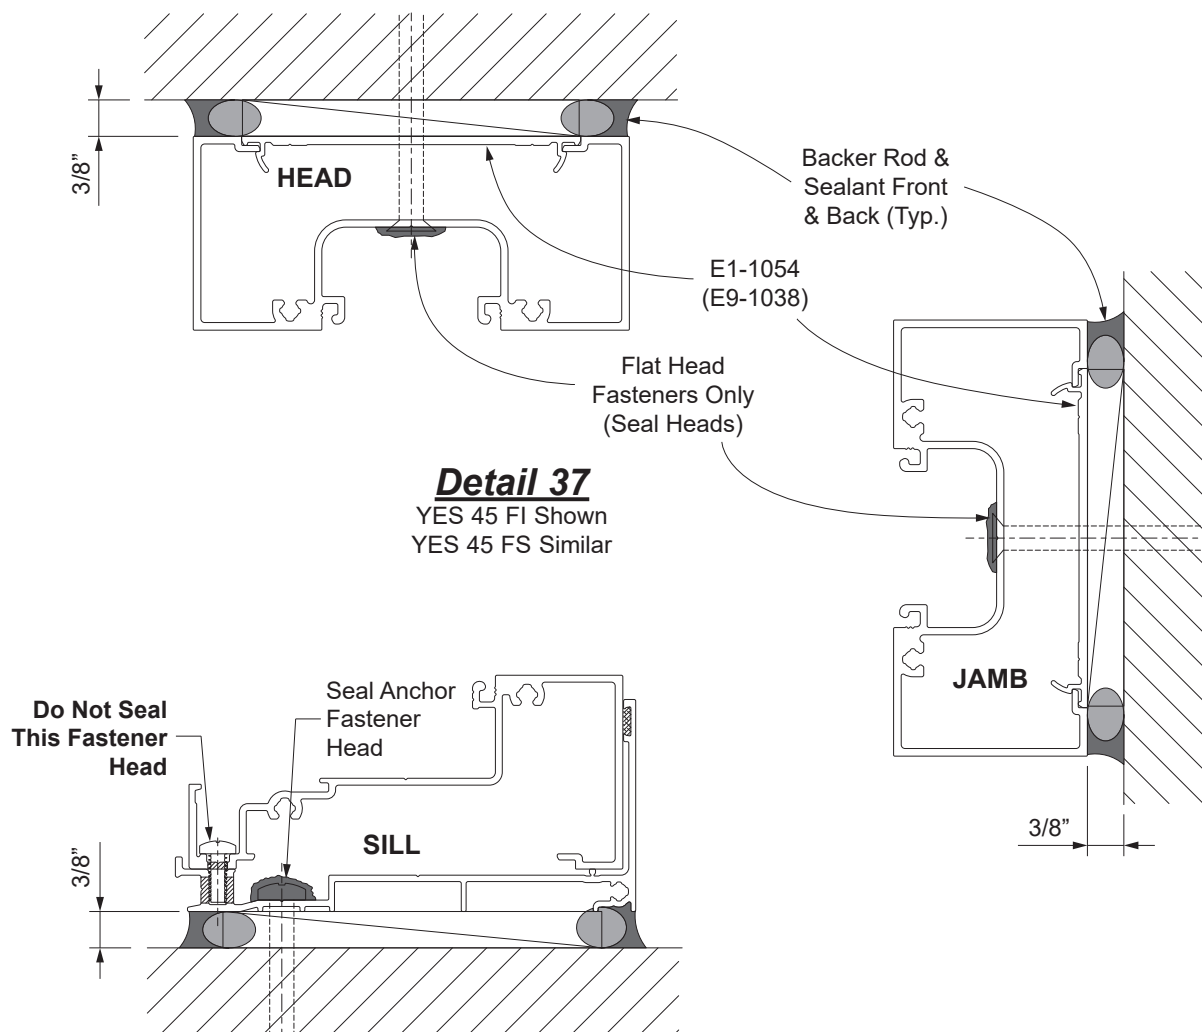 3/8”
HEAD
Backer Rod &
Sealant Front
& Back (Typ.)
E1-1054
(E9-1038)
Flat Head
Fasteners Only
(Seal Heads)
Detail 37
YES 45 FI Shown
YES 45 FS Similar
JAMB
3/8”
Do Not Seal
This Fastener
Head
Seal Anchor
Fastener
Head
SILL
3/8”